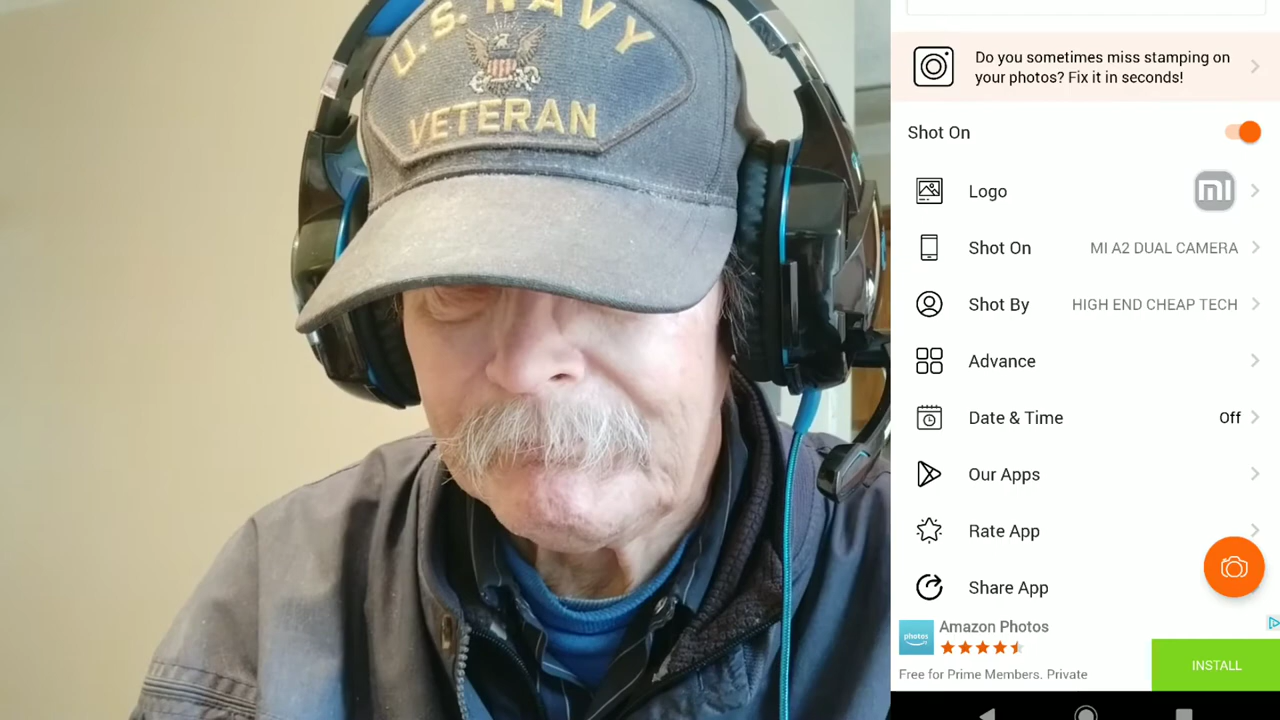 U.S. NAVY
VETERAN
Do you sometimes miss stamping on
your photos? Fix it in seconds!
Shot On
Logo
mi
Shot On
MI A2 DUAL CAMERA
Shot By
HIGH END CHEAP TECH
Advance
Date & Time
Off
Our Apps
Rate App
Share App
photos
Amazon Photos
Free for Prime Members. Private
INSTALL